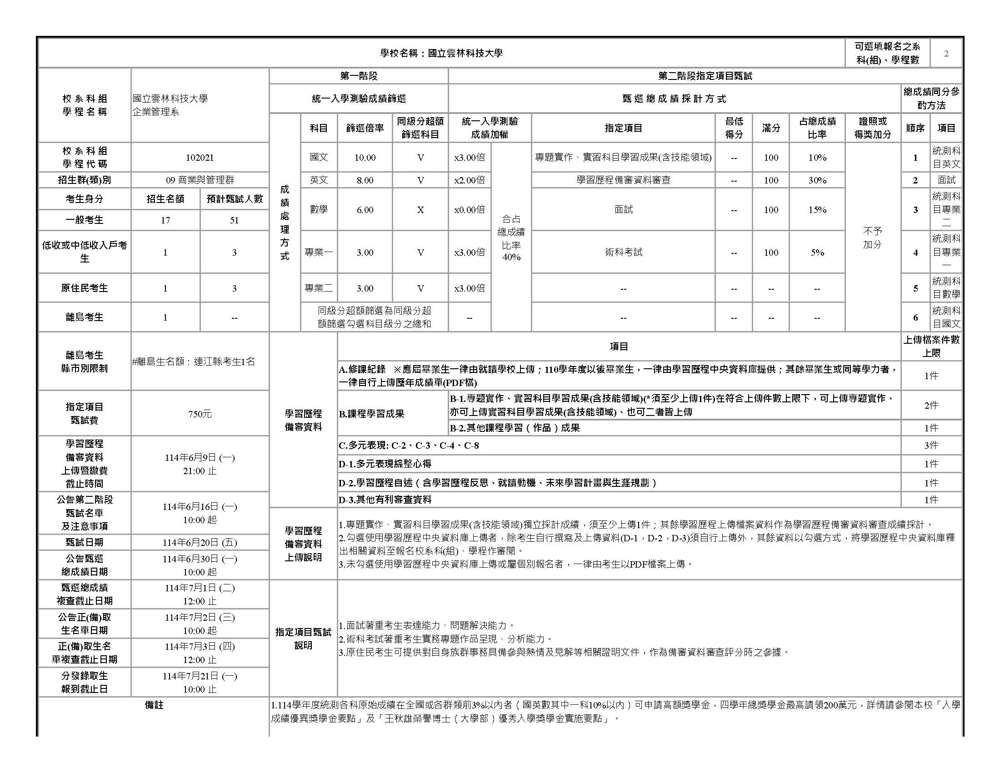 學校名稱：國立雲林科技大學
可選填報名之系
科(組)、學程數
2
校 系 科 組
學 程 名 稱
國立雲林科技大學
企業管理系
第一階段
第二階段指定項目甄試
統一入學測驗成績篩選
甄 選 總 成 績 採 計 方 式
總成績同分參
酌方法
成
績
處
理
方
式
科目
篩選倍率
同級分超額
篩選科目
統一入學測驗
成績加權
指定項目
最低
得分
滿分
占總成績
比率
證照或
得獎加分
順序
項目
校 系 科 組
學 程 代 碼
102021
國文
10.00
V
x3.00倍
合占
總成績
比率
40%
專題實作、實習科目學習成果(含技能領域)
--
100
10%
不予
加分
1
統測科
目英文
招生群(類)別
09 商業與管理群
英文
8.00
V
x2.00倍
學習歷程備審資料審查
--
100
30%
2
面試
考生身分
招生名額
預計甄試人數
數學
6.00
X
x0.00倍
面試
--
100
15%
3
統測科
目專業
二
一般考生
17
51
低收或中低收入戶考
生
1
3
專業一
3.00
V
x3.00倍
術科考試
--
100
5%
4
統測科
目專業
一
原住民考生
1
3
專業二
3.00
V
x3.00倍
--
--
--
--
5
統測科
目數學
離島考生
1
--
同級分超額篩選為同級分超
額篩選勾選科目級分之總和
--
--
--
--
--
6
統測科
目國文
離島考生
縣市別限制
#離島生名額：連江縣考生1名
學習歷程
備審資料
項目
上傳檔案件數
上限
A.修課紀錄 ※應屆畢業生一律由就讀學校上傳；110學年度以後畢業生，一律由學習歷程中央資料庫提供；其餘畢業生或同等學力者，
一律自行上傳歷年成績單(PDF檔)
1件
指定項目
甄試費
750元
B.課程學習成果
B-1.專題實作、實習科目學習成果(含技能領域)(*須至少上傳1件)在符合上傳件數上限下，可上傳專題實作、
亦可上傳實習科目學習成果(含技能領域)、也可二者皆上傳
2件
B-2.其他課程學習（作品）成果
1件
學習歷程
備審資料
上傳暨繳費
截止時間
114年6月9日 (一)
21:00 止
C.多元表現: C-2、C-3、C-4、C-8
3件
D-1.多元表現綜整心得
1件
D-2.學習歷程自述（含學習歷程反思、就讀動機、未來學習計畫與生涯規劃）
1件
D-3.其他有利審查資料
1件
公告第二階段
甄試名單
及注意事項
114年6月16日 (一)
10:00 起
學習歷程
備審資料
上傳說明
1.專題實作、實習科目學習成果(含技能領域)獨立採計成績，須至少上傳1件；其餘學習歷程上傳檔案資料作為學習歷程備審資料審查成績採計。
2.勾選使用學習歷程中央資料庫上傳者，除考生自行撰寫及上傳資料(D-1，D-2，D-3)須自行上傳外，其餘資料以勾選方式，將學習歷程中央資料庫釋
出相關資料至報名校系科(組)、學程作審閱。
3.未勾選使用學習歷程中央資料庫上傳或屬個別報名者，一律由考生以PDF檔案上傳。
甄試日期
114年6月20日 (五)
公告甄選
總成績日期
114年6月30日 (一)
10:00 起
甄選總成績
複查截止日期
114年7月1日 (二)
12:00 止
指定項目甄試
說明
1.面試著重考生表達能力、問題解決能力。
2.術科考試著重考生實務專題作品呈現、分析能力。
3.原住民考生可提供對自身族群事務具備參與熱情及見解等相關證明文件，作為備審資料審查評分時之參據。
公告正(備)取
生名單日期
114年7月2日 (三)
10:00 起
正(備)取生名
單複查截止日期
114年7月3日 (四)
12:00 止
分發錄取生
報到截止日
114年7月21日 (一)
10:00 止
備註
1.114學年度統測各科原始成績在全國或各群類前3%以內者（國英數其中一科10%以內）可申請高額獎學金，四學年總獎學金最高請領200萬元，詳情請參閱本校「入學
成績優異獎學金要點」及「王秋雄榮譽博士（大學部）優秀入學獎學金實施要點」。